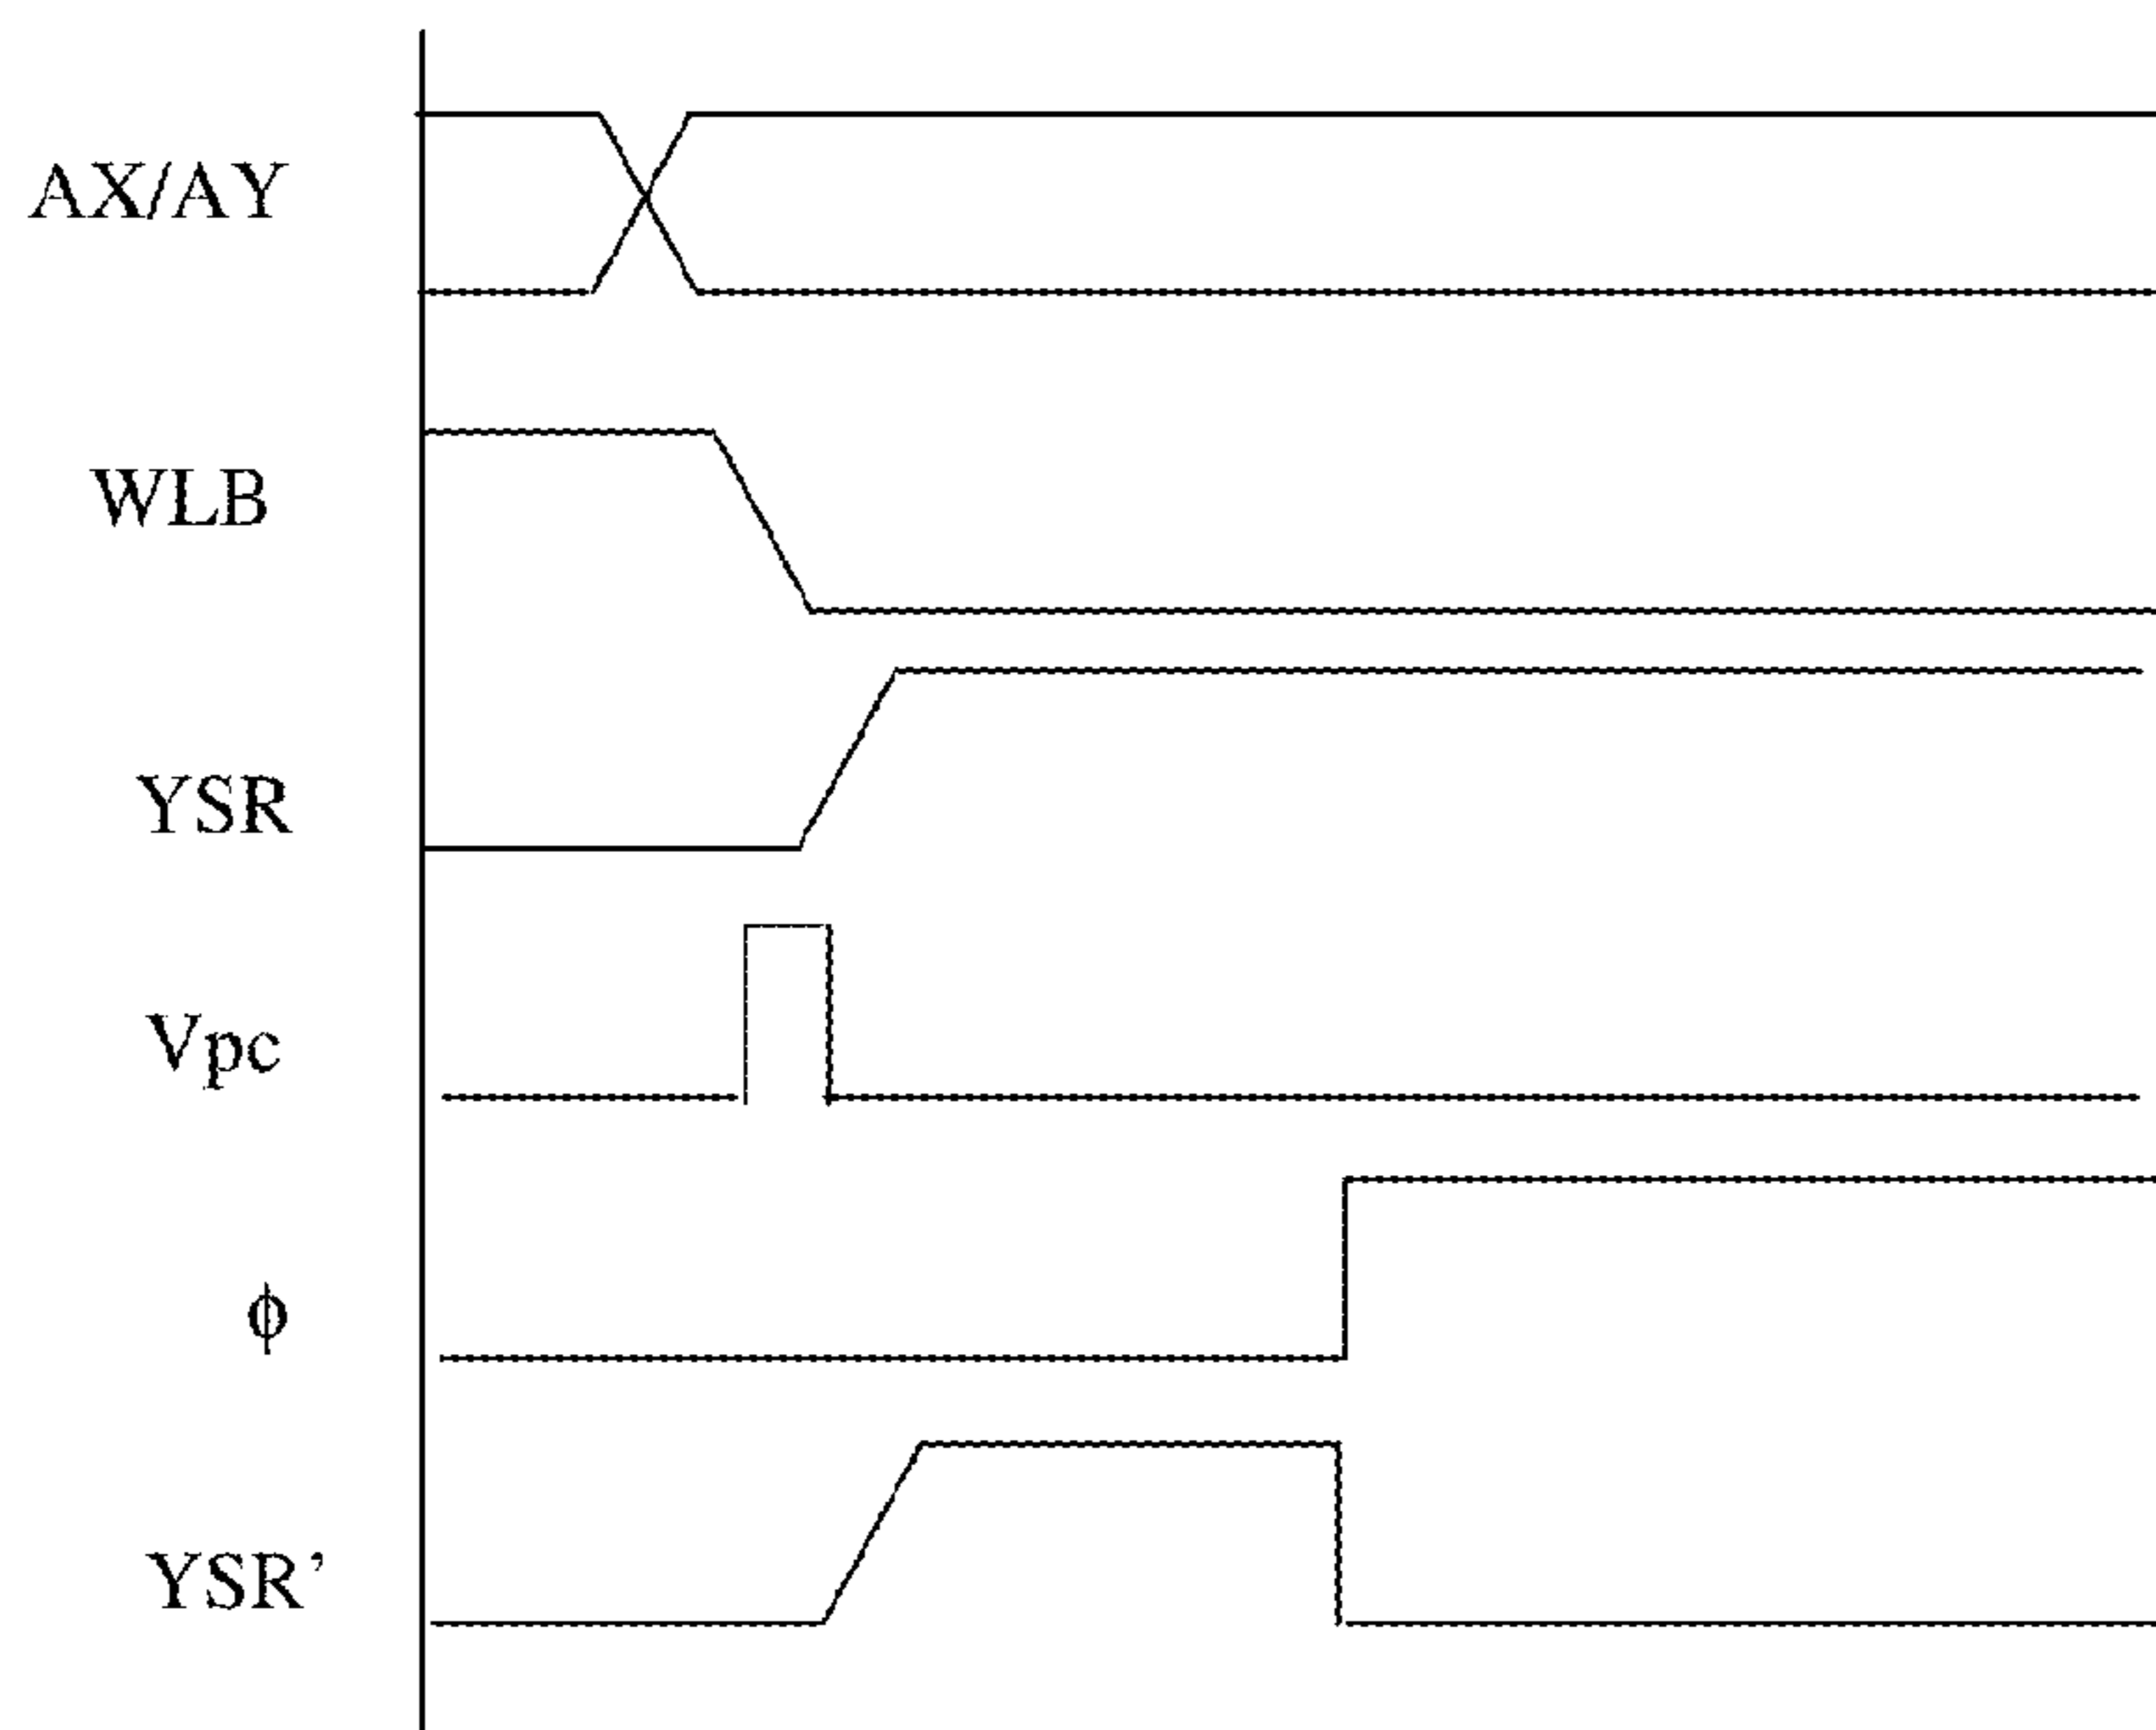 AX/AY
WLB
YSR
Vpc
ϕ
YSR’